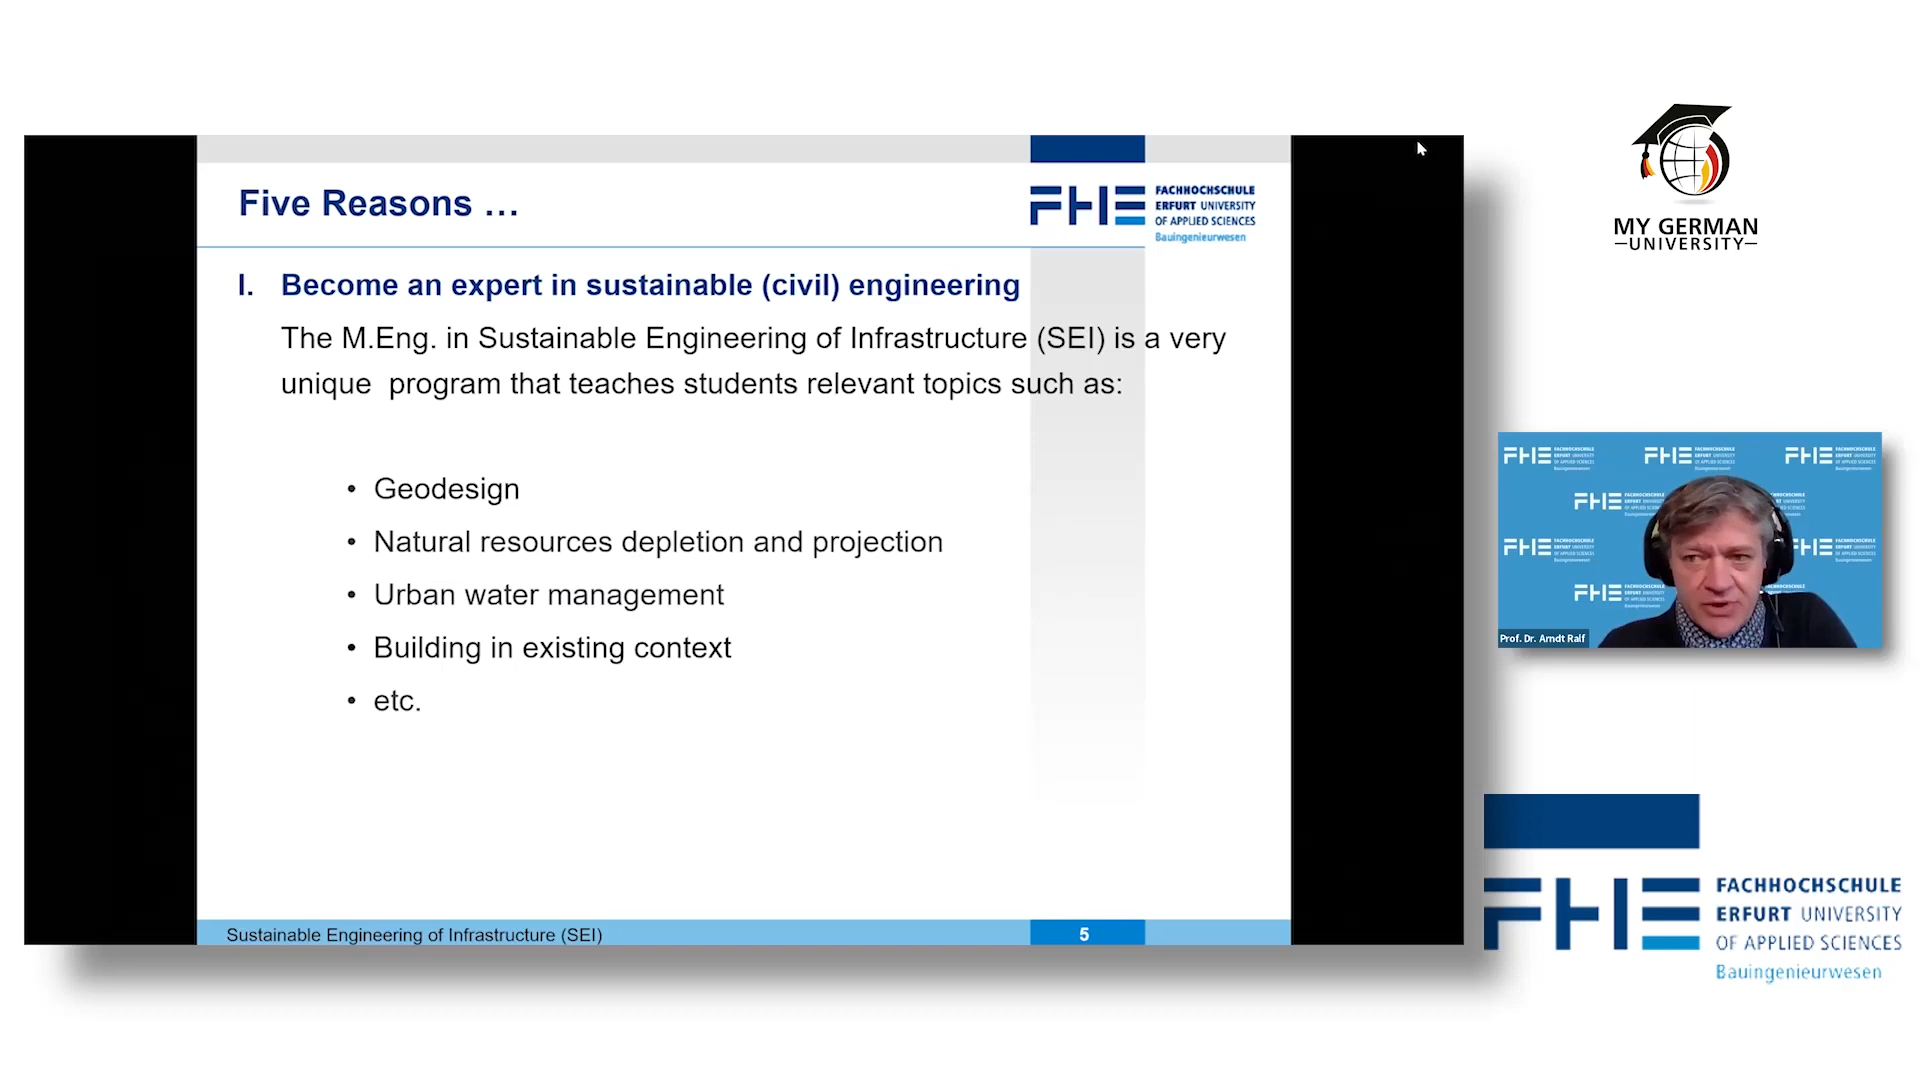 Five Reasons …
FACHHOCHSCHULE
ERFURT UNIVERSITY
OF APPLIED SCIENCES
Bauingenieurwesen
I. Become an expert in sustainable (civil) engineering
The M.Eng. in Sustainable Engineering of Infrastructure (SEI) is a very
unique program that teaches students relevant topics such as:
• Geodesign
• Natural resources depletion and projection
• Urban water management
• Building in existing context
• etc.
Sustainable Engineering of Infrastructure (SEI)
5
MY GERMAN
UNIVERSITY
Prof. Dr. Arndt Ralf
FHE
FACHHOCHSCHULE
ERFURT UNIVERSITY
OF APPLIED SCIENCES
Bauingenieurwesen